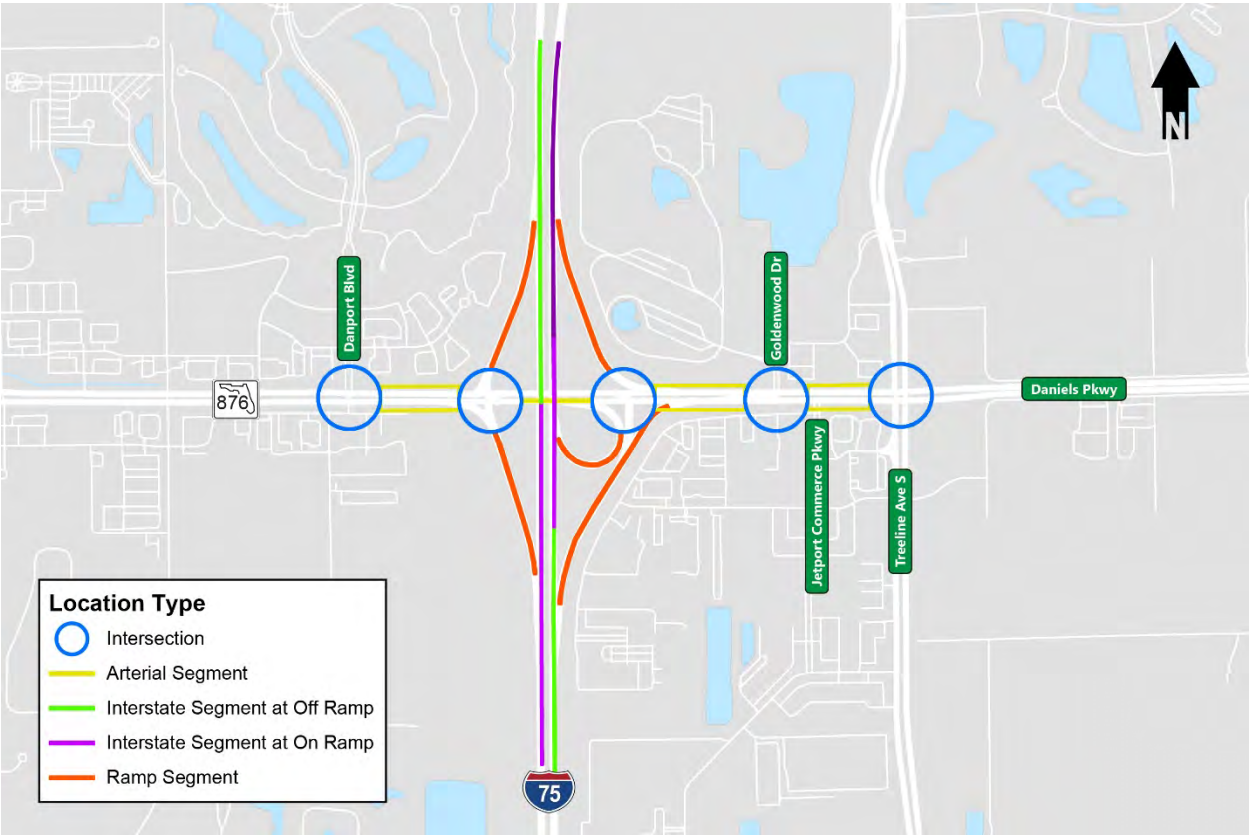 N
Danport Blvd
Goldenwood Dr
876
Daniels Pkwy
Jetport Commerce Pkwy
Treeline Ave S
Location Type
Intersection
Arterial Segment
Interstate Segment at Off Ramp
Interstate Segment at On Ramp
Ramp Segment
75